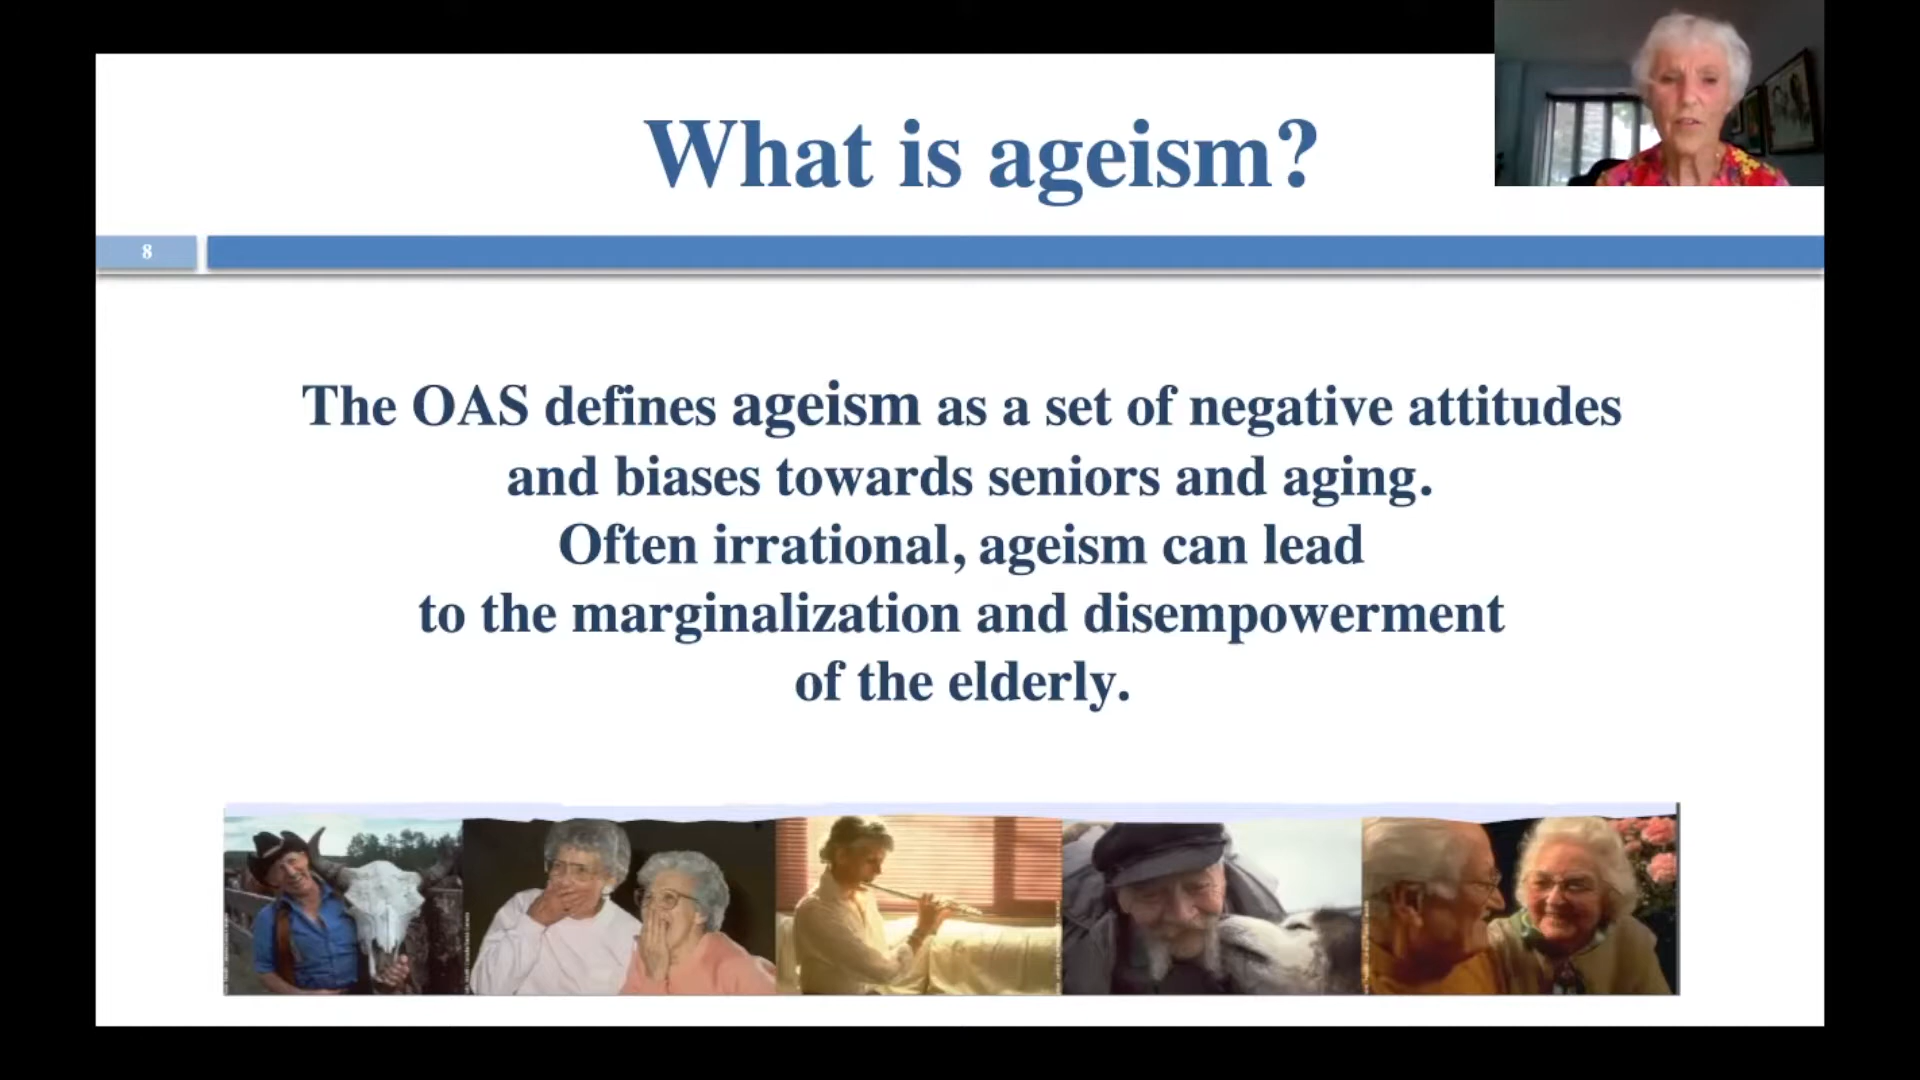 What is ageism?
8
The OAS defines ageism as a set of negative attitudes
and biases towards seniors and aging.
Often irrational, ageism can lead
to the marginalization and disempowerment
of the elderly.